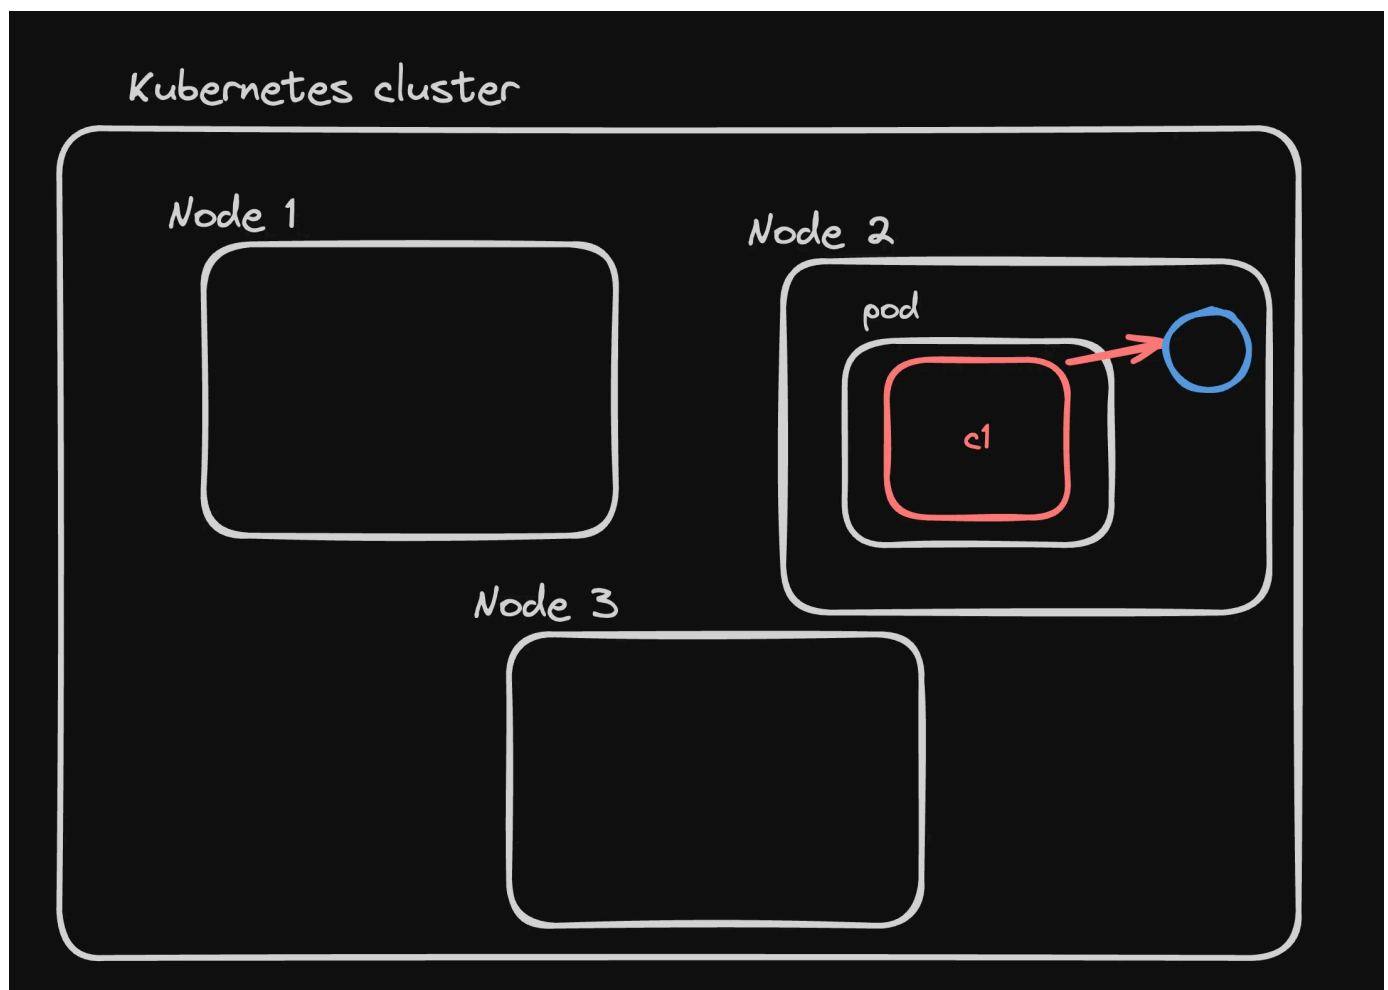 Kubernetes cluster
Node 1
Node 2
pod
c1
Node 3